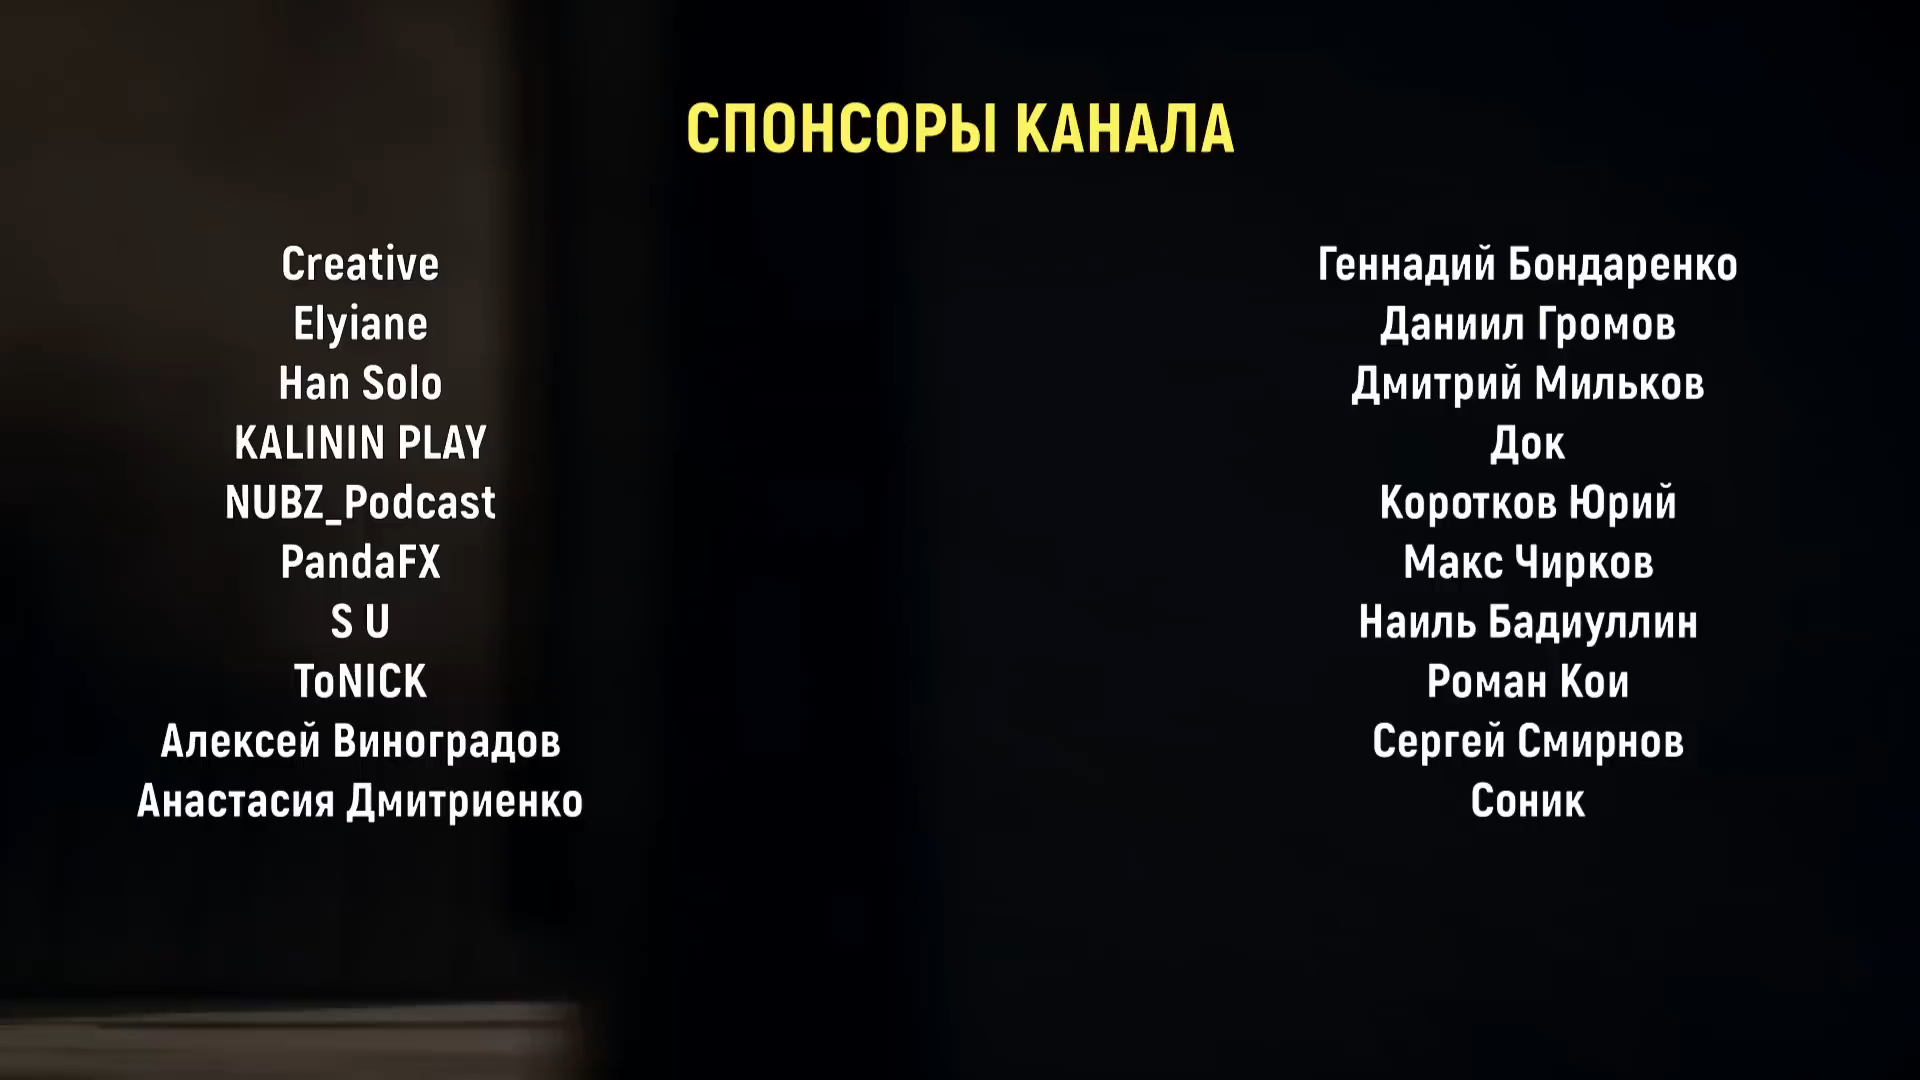 СПОНСОРЫ КАНАЛА
Creative
Elyiane
Han Solo
KALININ PLAY
NUBZ_Podcast
PandaFX
S U
ToNICK
Алексей Виноградов
Анастасия Дмитриенко
Геннадий Бондаренко
Даниил Громов
Дмитрий Мильков
Док
Коротков Юрий
Макс Чирков
Наиль Бадиуллин
Роман Кои
Сергей Смирнов
Соник